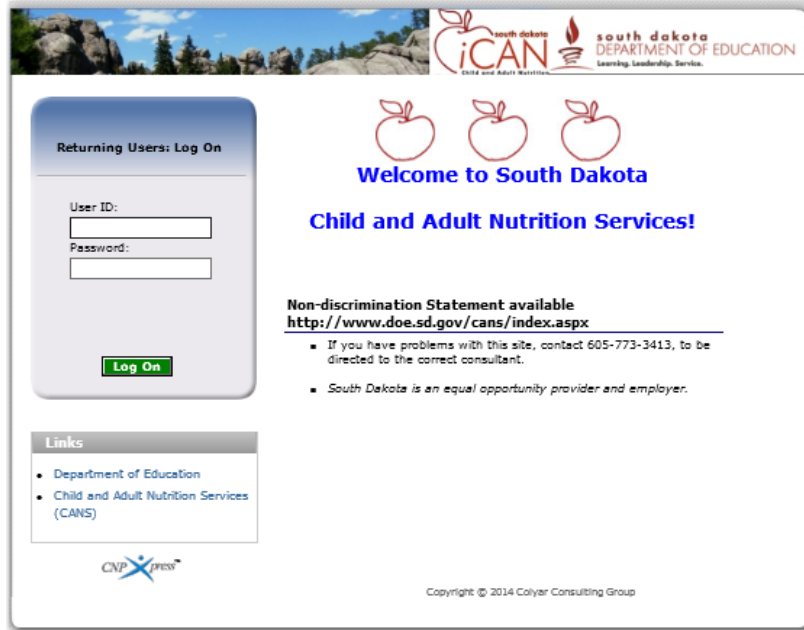 south dakota
iCAN
Child and Adult Nutrition
south dakota
DEPARTMENT OF EDUCATION
Learning. Leadership. Service.
Returning Users: Log On
User ID:
Password:
Log On
Links
Department of Education
Child and Adult Nutrition Services
(CANS)
CNP Xpress™
Welcome to South Dakota
Child and Adult Nutrition Services!
Non-discrimination Statement available
http://www.doe.sd.gov/cans/index.aspx
If you have problems with this site, contact 605-773-3413, to be
directed to the correct consultant.
South Dakota is an equal opportunity provider and employer.
Copyright © 2014 Colyar Consulting Group